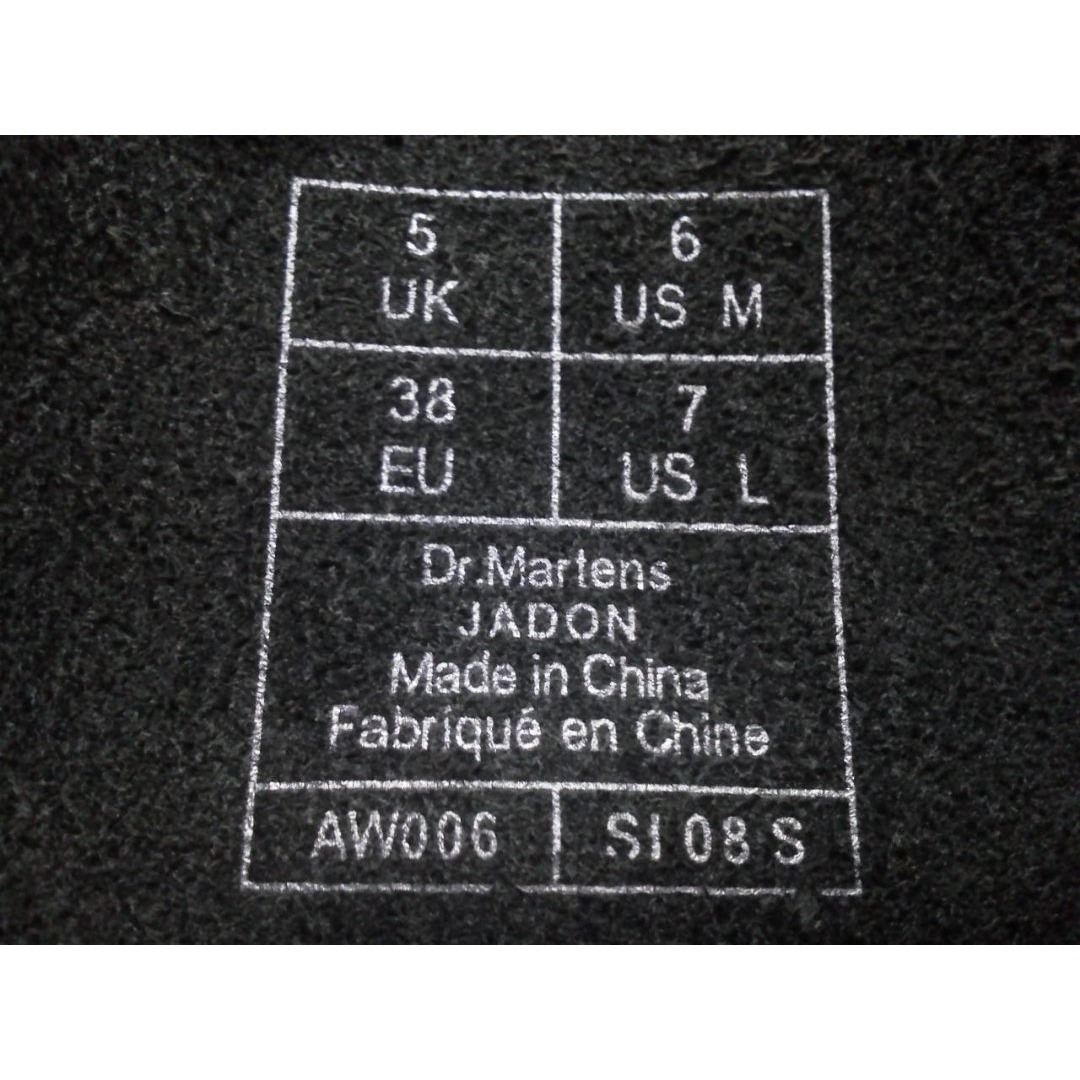 5
UK
6
US M
38
EU
7
US L
Dr.Martens
JADON
Made in China
Fabriqué en Chine
AW006
SI 08 S